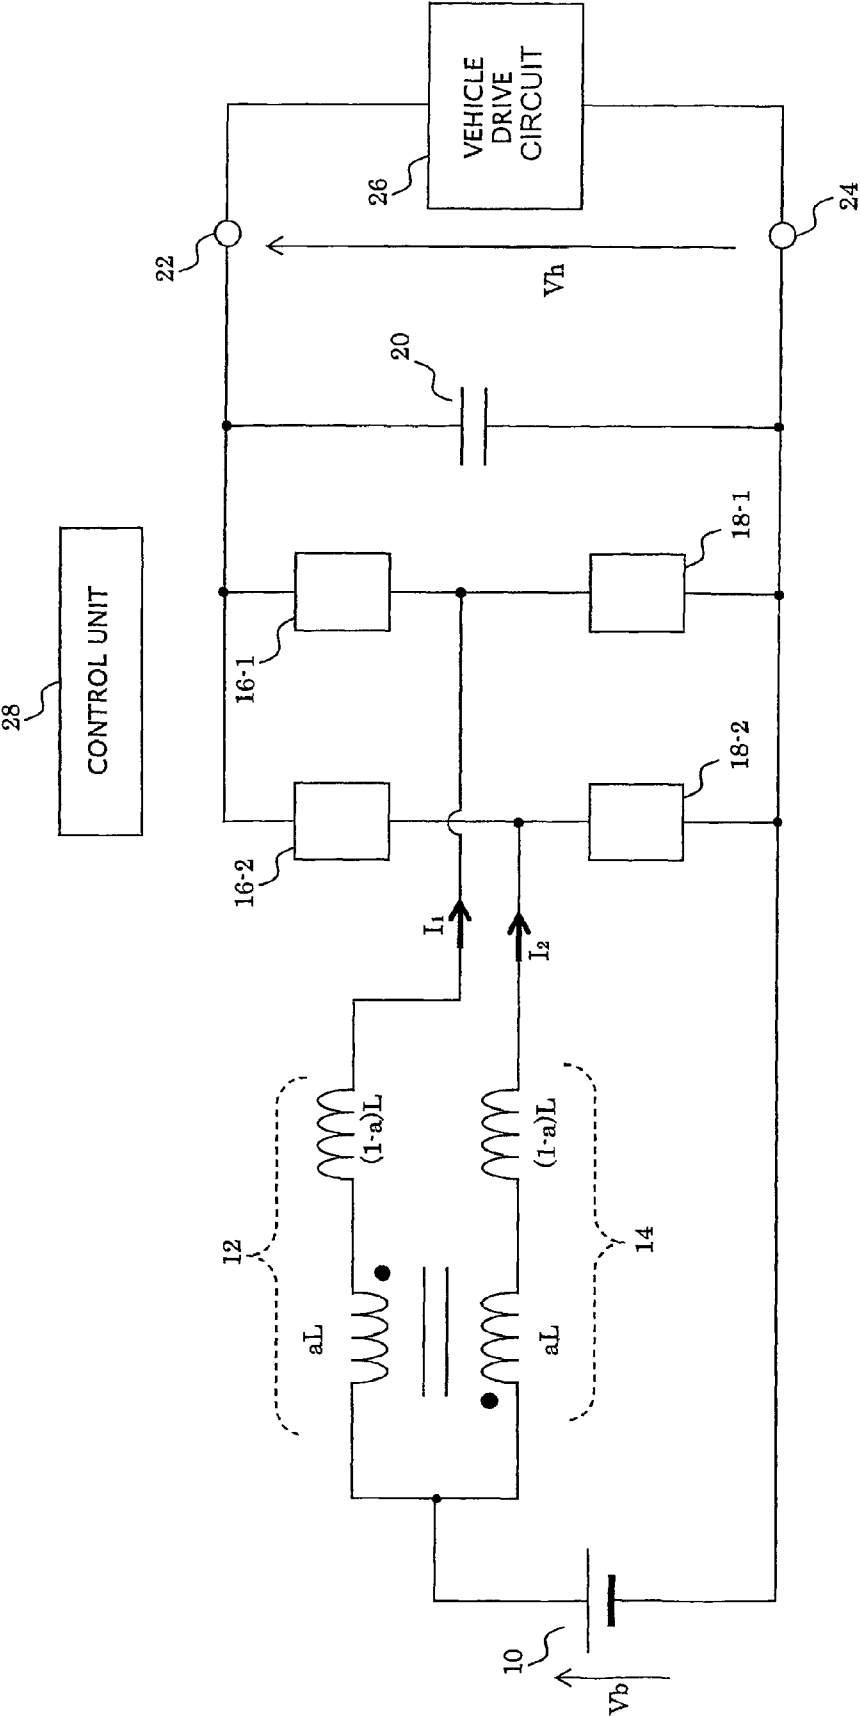 28
CONTROL UNIT
22
26
VEHICLE
DRIVE
CIRCUIT
24
Vh
20
16-1
18-1
16-2
18-2
I1
I2
12
(1-a)L
aL
14
(1-a)L
aL
10
Vb